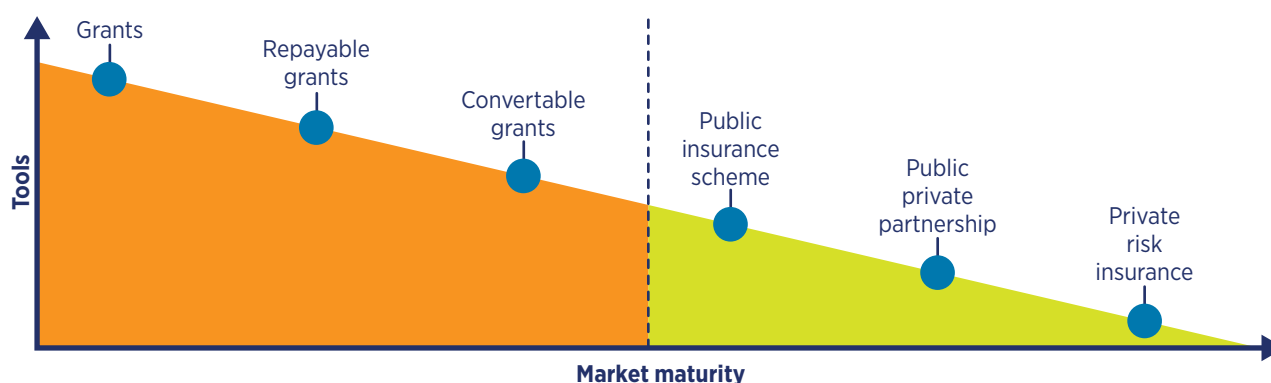 Grants
Repayable
grants
Convertable
grants
Public
insurance
scheme
Public
private
partnership
Private
risk
insurance
Tools
Market maturity